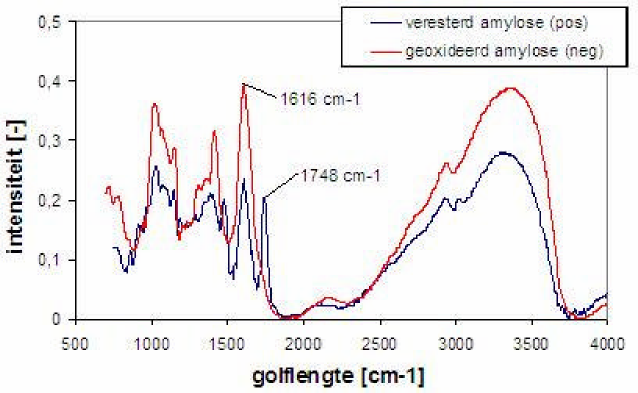 0,5
veresterd amylose (pos)
geoxideerd amylose (neg)
0,4
1616 cm-1
0,3
1748 cm-1
0,2
0,1
0
500 1000 1500 2000 2500 3000 3500 4000
intensiteit [-]
golflengte [cm-1]